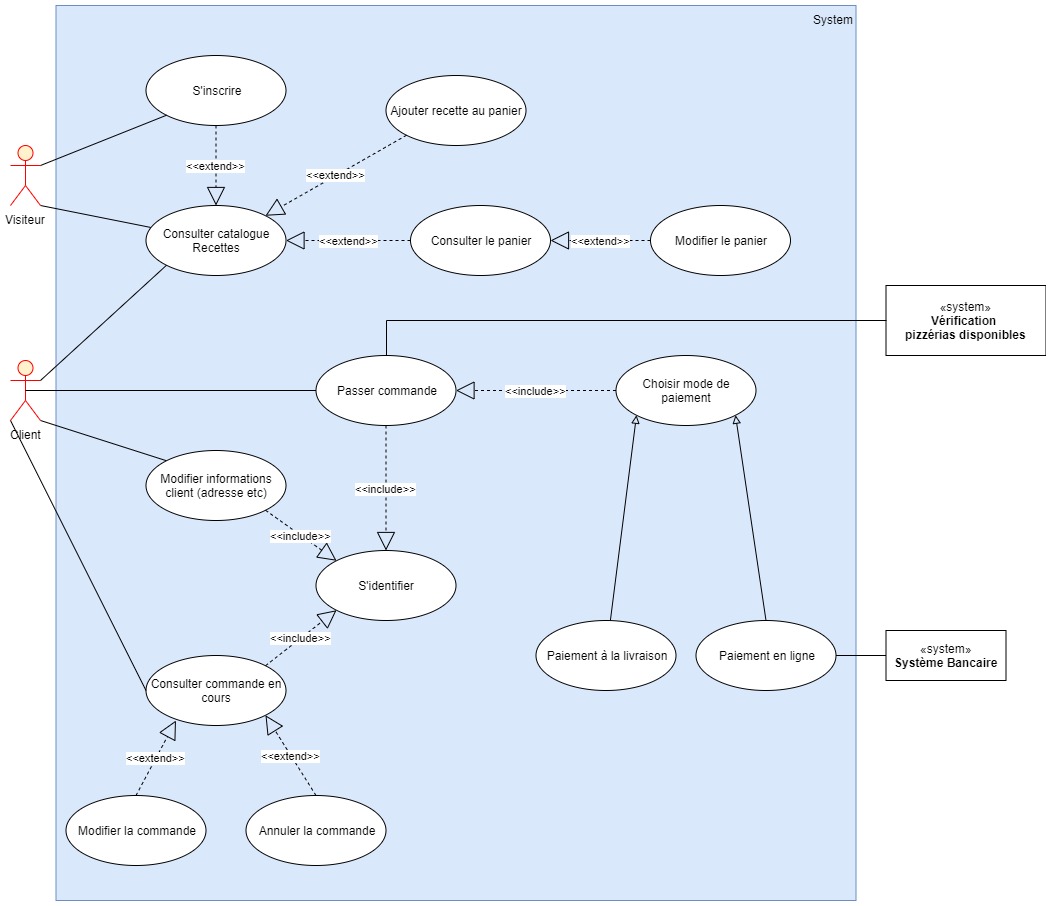 System
S'inscrire
Ajouter recette au panier
<<extend>>
<<extend>>
Visiteur
Consulter catalogue
Recettes
<<extend>>
Consulter le panier
<<extend>>
Modifier le panier
«system»
Vérification
pizzérias disponibles
Client
Passer commande
<<include>>
Choisir mode de
paiement
Modifier informations
client (adresse etc)
<<include>>
<<include>>
S'identifier
<<include>>
Paiement à la livraison
Paiement en ligne
«system»
Système Bancaire
Consulter commande en
cours
<<extend>>
<<extend>>
Modifier la commande
Annuler la commande